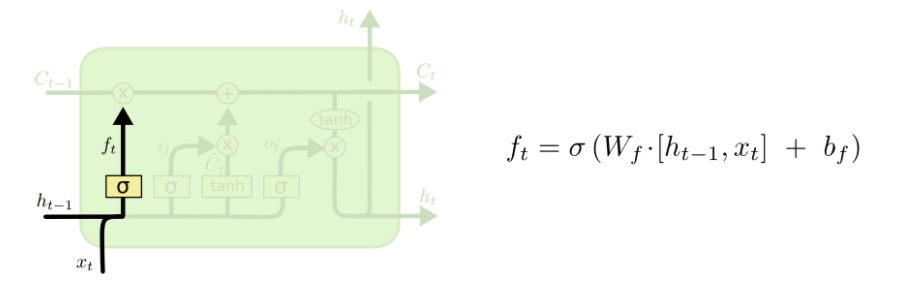 h_t
C_{t-1} C_t
x +
tanh
f_t i_t x o_t x
C̃_t
σ σ tanh σ
h_{t-1} h_t
x_t
f_t = σ (W_f · [h_{t-1}, x_t] + b_f)